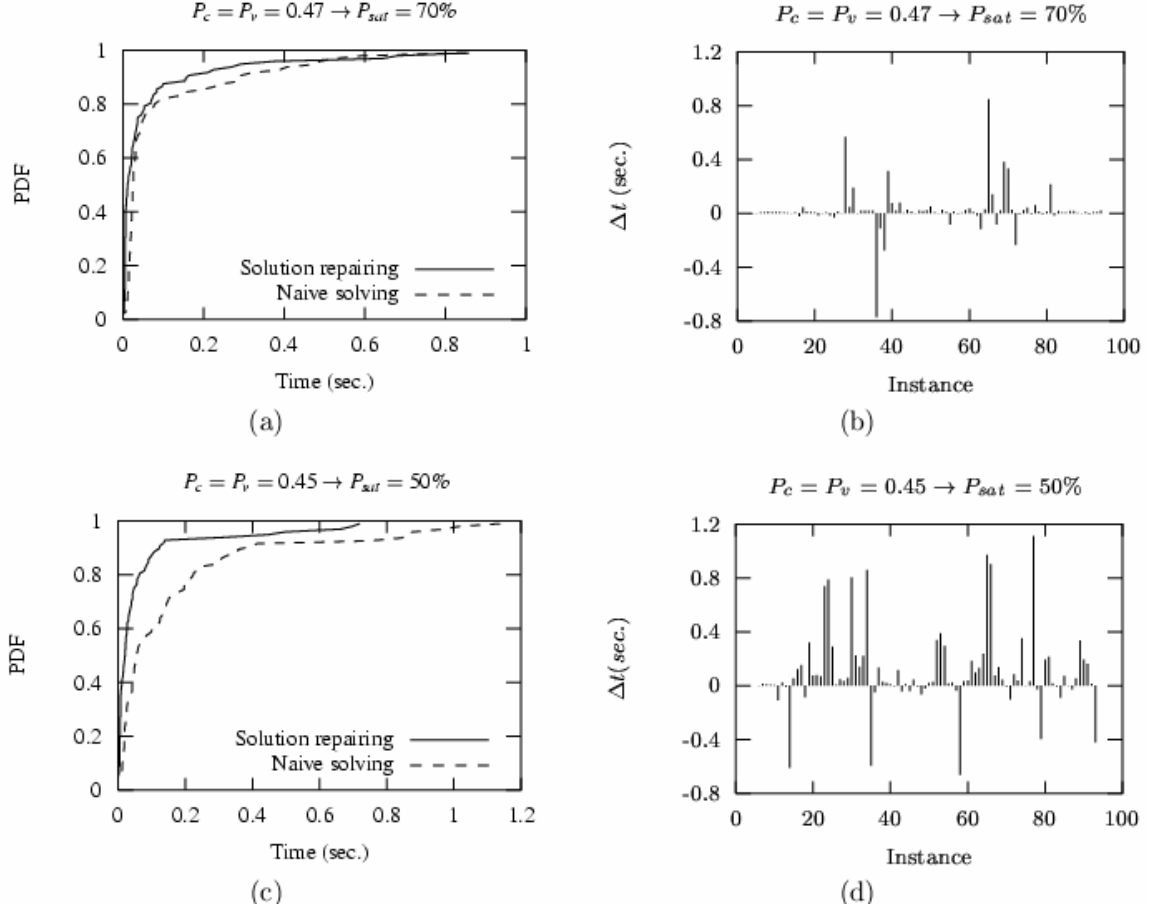 P_c = P_v = 0.47 → P_sat = 70%
PDF
1
0.8
0.6
0.4
0.2
0
Solution repairing
Naive solving
0 0.2 0.4 0.6 0.8 1
Time (sec.)
(a)
P_c = P_v = 0.47 → P_sat = 70%
Δt (sec.)
1.2
0.8
0.4
0
-0.4
-0.8
0 20 40 60 80 100
Instance
(b)
P_c = P_v = 0.45 → P_sat = 50%
PDF
1
0.8
0.6
0.4
0.2
0
Solution repairing
Naive solving
0 0.2 0.4 0.6 0.8 1 1.2
Time (sec.)
(c)
P_c = P_v = 0.45 → P_sat = 50%
Δt(sec.)
1.2
0.8
0.4
0
-0.4
-0.8
0 20 40 60 80 100
Instance
(d)